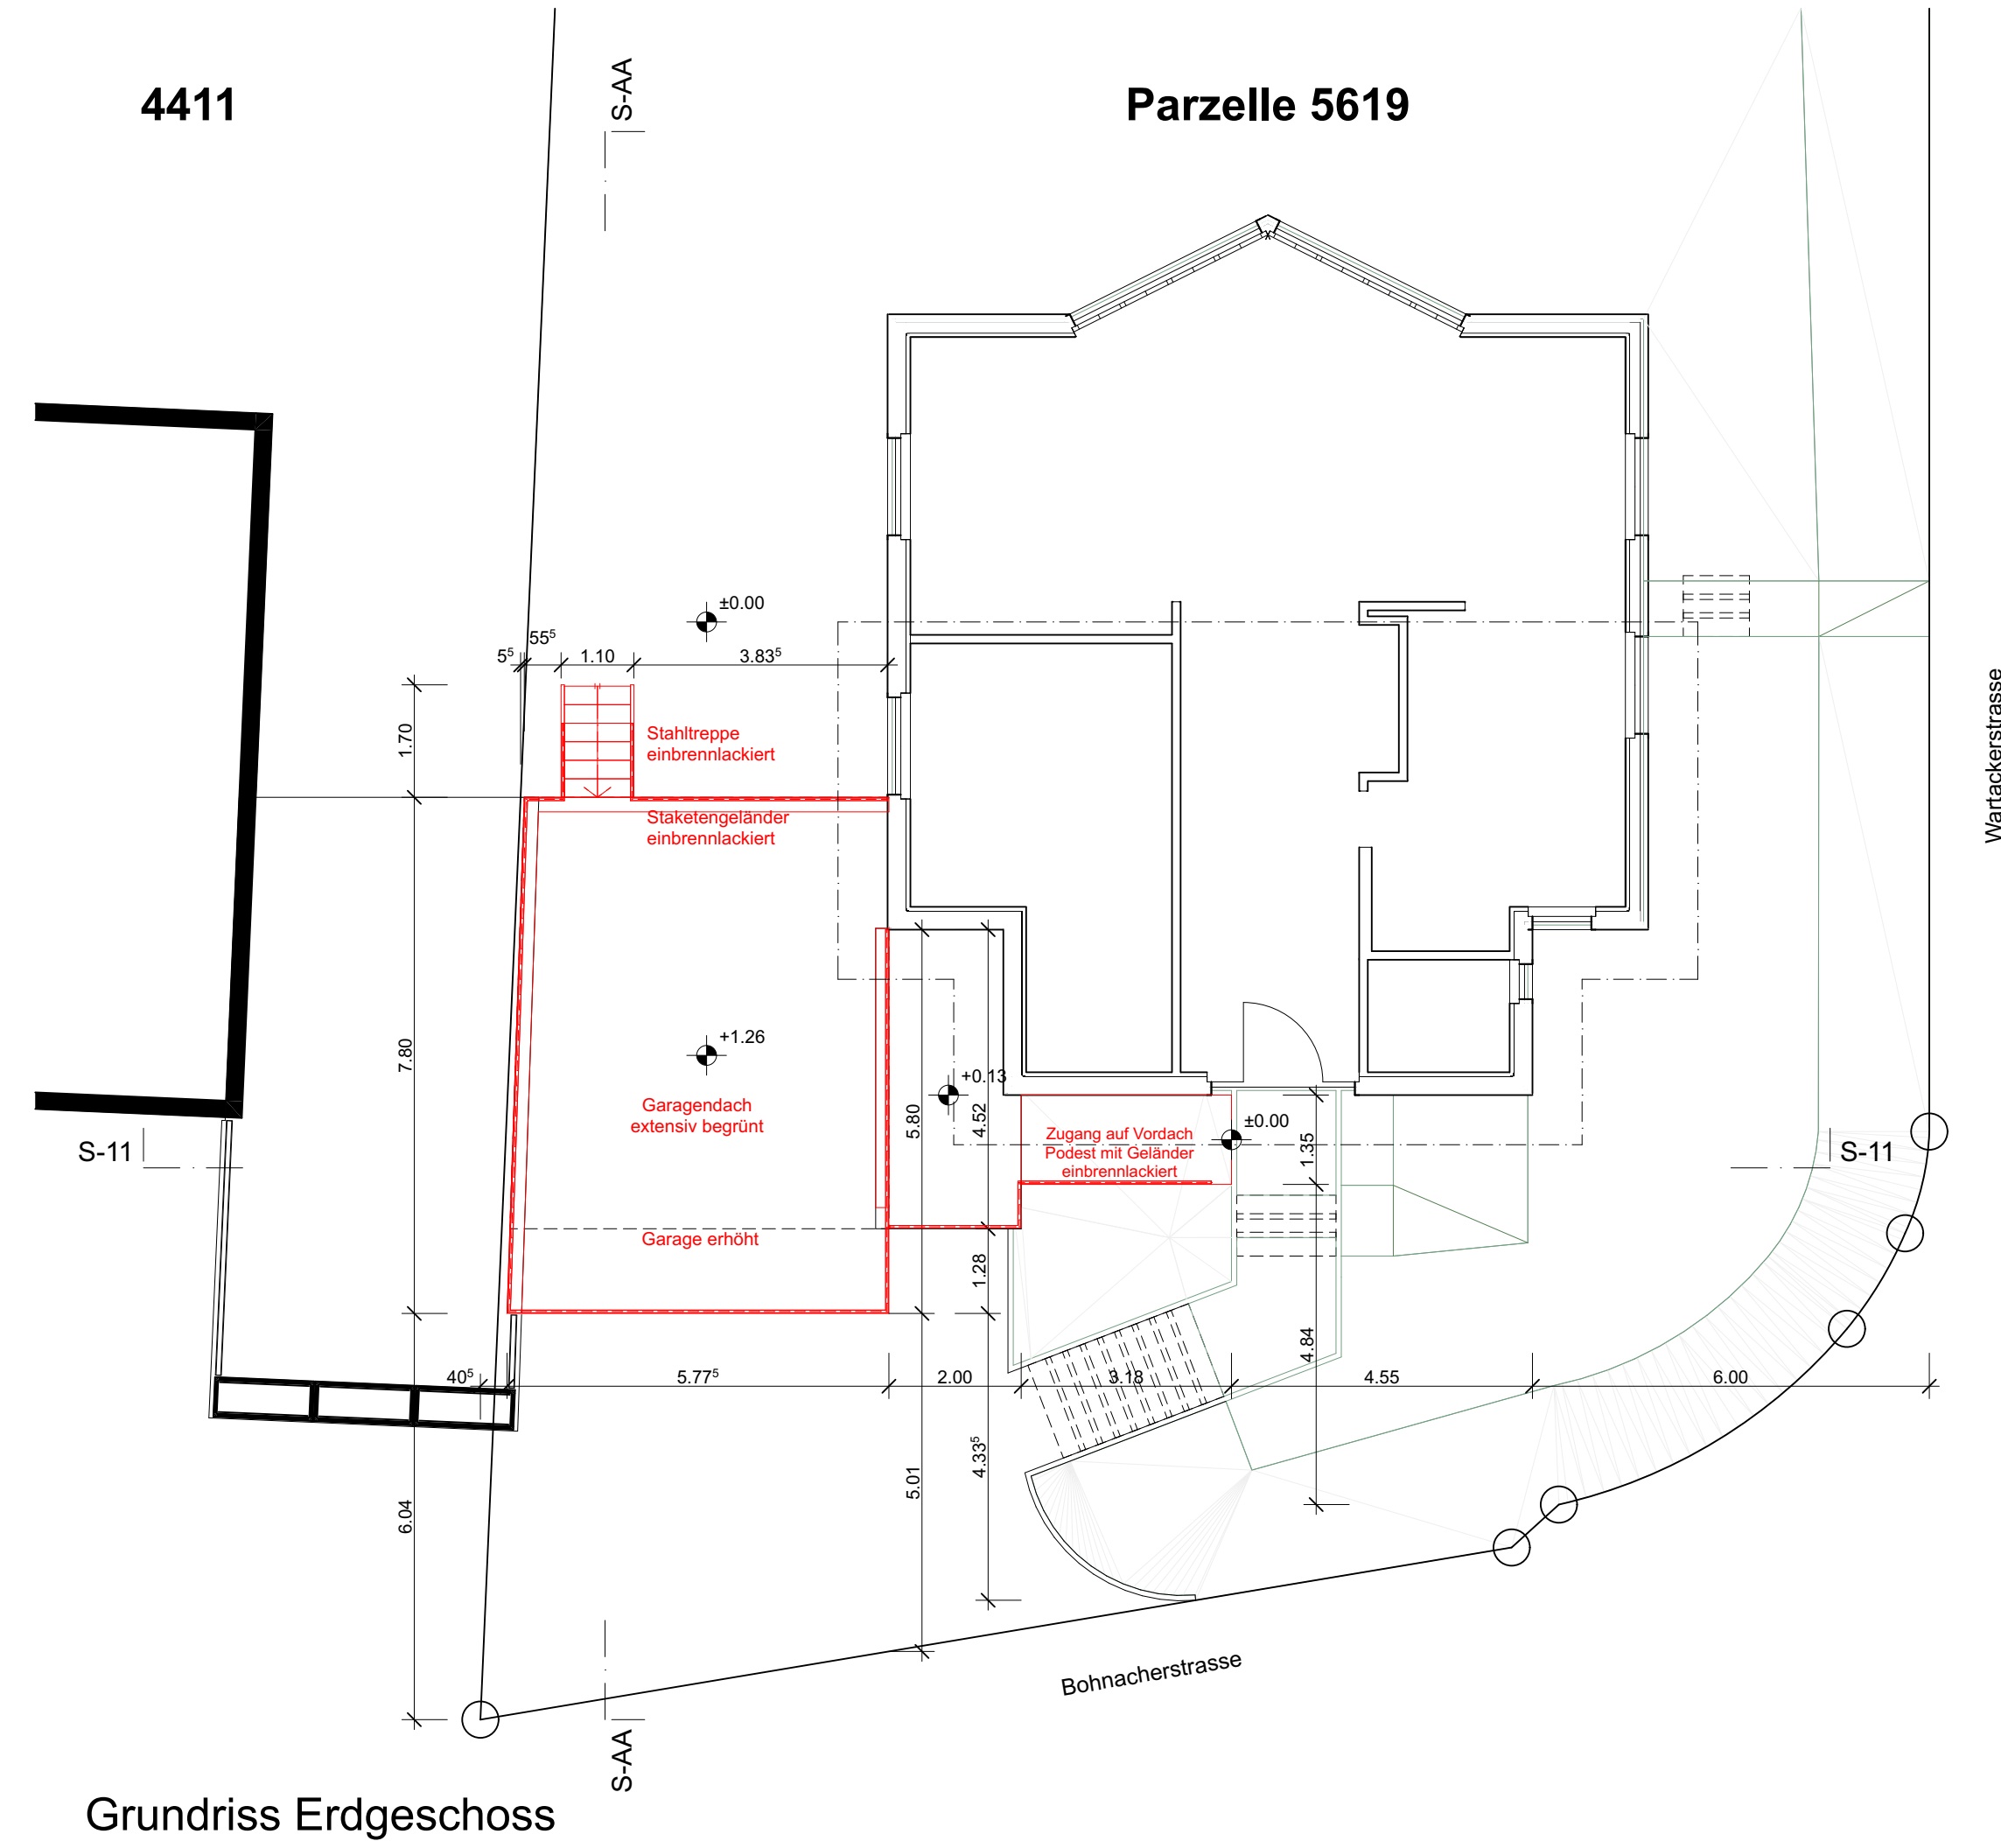 4411
S-AA
Parzelle 5619
±0.00
55⁵
5⁵
1.10
3.83⁵
Wartackerstrasse
1.70
Stahltreppe
einbrennlackiert
Staketengeländer
einbrennlackiert
7.80
+1.26
+0.13
Garagendach
extensiv begrünt
5.80
4.52
Zugang auf Vordach
Podest mit Geländer
einbrennlackiert
±0.00
1.35
S-11
S-11
Garage erhöht
1.28
4.84
40⁵
5.77⁵
2.00
3.18
4.55
6.00
4.33⁵
5.01
6.04
Bohnacherstrasse
S-AA
Grundriss Erdgeschoss